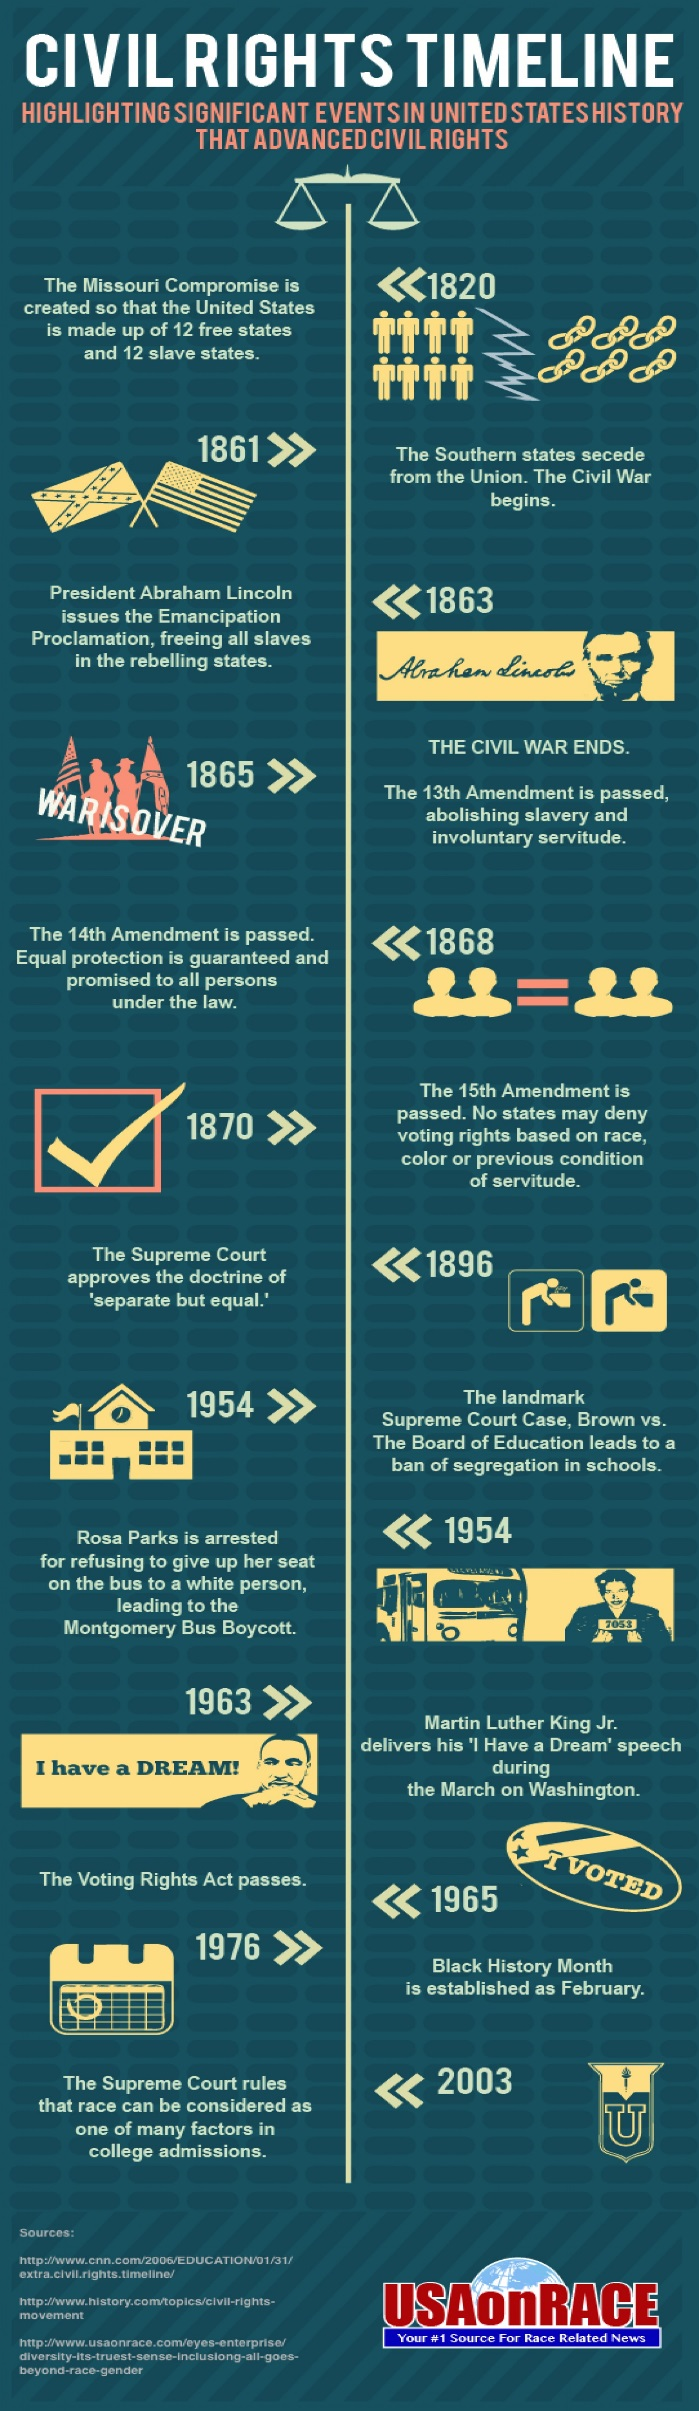 CIVIL RIGHTS TIMELINE
HIGHLIGHTING SIGNIFICANT EVENTS IN UNITED STATES HISTORY
THAT ADVANCED CIVIL RIGHTS
The Missouri Compromise is
created so that the United States
is made up of 12 free states
and 12 slave states.
1820
1861
The Southern states secede
from the Union. The Civil War
begins.
President Abraham Lincoln
issues the Emancipation
Proclamation, freeing all slaves
in the rebelling states.
1863
Abraham Lincoln
1865
WAR IS OVER
THE CIVIL WAR ENDS.
The 13th Amendment is passed,
abolishing slavery and
involuntary servitude.
The 14th Amendment is passed.
Equal protection is guaranteed and
promised to all persons
under the law.
1868
1870
The 15th Amendment is
passed. No states may deny
voting rights based on race,
color or previous condition
of servitude.
The Supreme Court
approves the doctrine of
'separate but equal.'
1896
1954
The landmark
Supreme Court Case, Brown vs.
The Board of Education leads to a
ban of segregation in schools.
Rosa Parks is arrested
for refusing to give up her seat
on the bus to a white person,
leading to the
Montgomery Bus Boycott.
1954
7053
1963
I have a DREAM!
Martin Luther King Jr.
delivers his 'I Have a Dream' speech
during
the March on Washington.
The Voting Rights Act passes.
1965
I VOTED
1976
Black History Month
is established as February.
The Supreme Court rules
that race can be considered as
one of many factors in
college admissions.
2003
U
Sources:
http://www.cnn.com/2006/EDUCATION/01/31/
extra.civil.rights.timeline/
http://www.history.com/topics/civil-rights-
movement
http://www.usaonrace.com/eyes-enterprise/
diversity-its-truest-sense-inclusiong-all-goes-
beyond-race-gender
USAonRACE
Your #1 Source For Race Related News